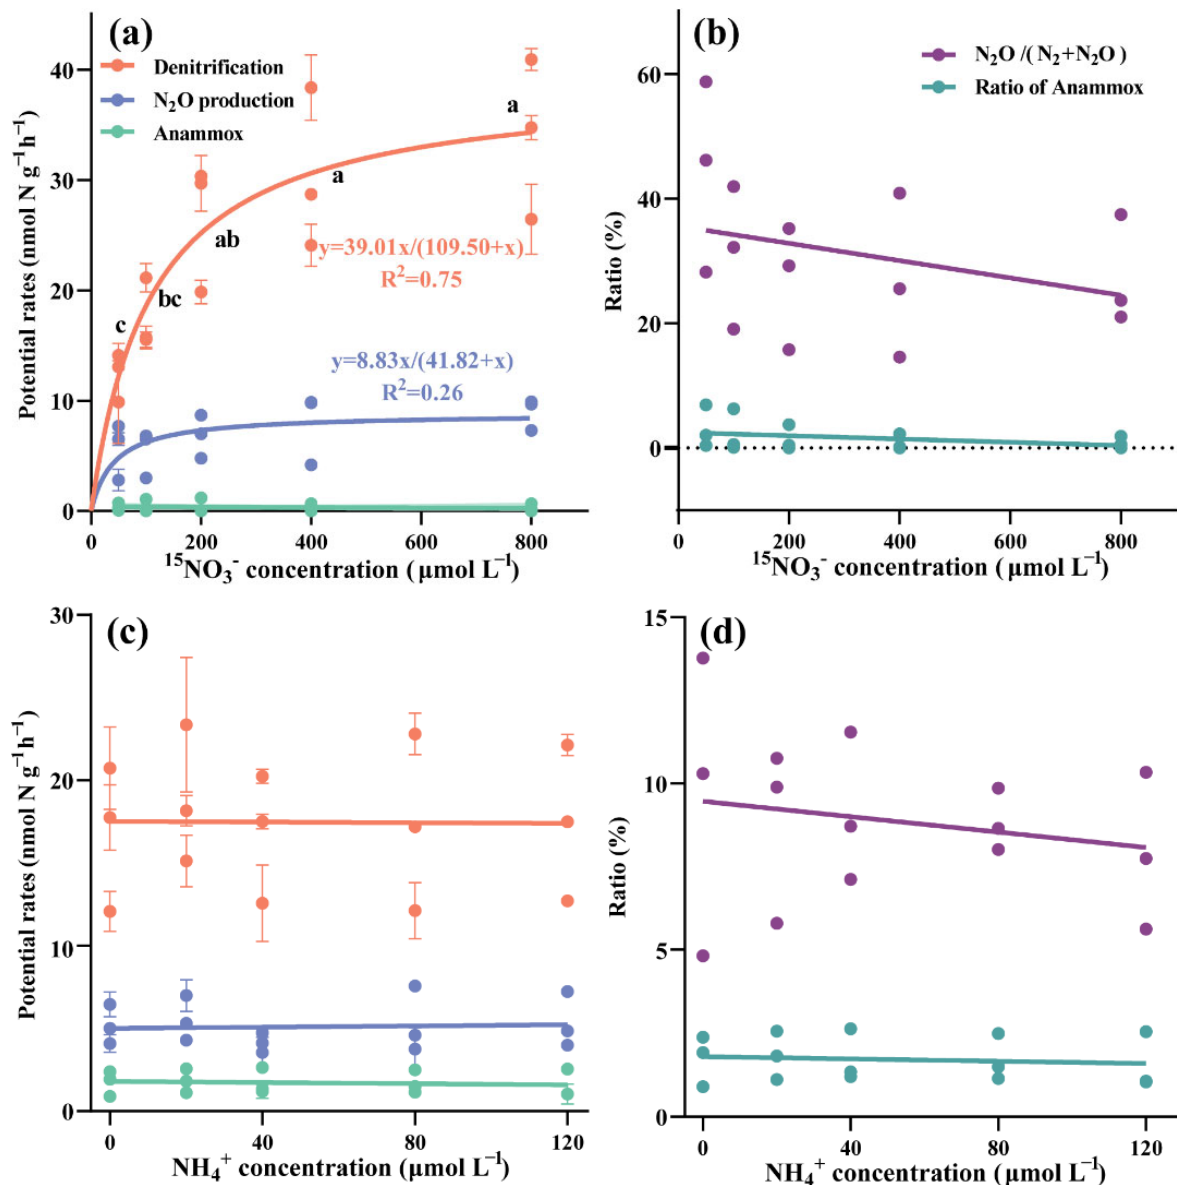 (a)
Denitrification
N₂O production
Anammox
a
a
ab
bc
c
y=39.01x/(109.50+x)
R²=0.75
y=8.83x/(41.82+x)
R²=0.26
Potential rates (nmol N g⁻¹h⁻¹)
40
30
20
10
0
0 200 400 600 800
¹⁵NO₃⁻ concentration (µmol L⁻¹)
(b)
N₂O /( N₂+N₂O )
Ratio of Anammox
Ratio (%)
60
40
20
0
0 200 400 600 800
¹⁵NO₃⁻ concentration (µmol L⁻¹)
(c)
Potential rates (nmol N g⁻¹h⁻¹)
30
20
10
0
0 40 80 120
NH₄⁺ concentration (µmol L⁻¹)
(d)
Ratio (%)
15
10
5
0
0 40 80 120
NH₄⁺ concentration (µmol L⁻¹)